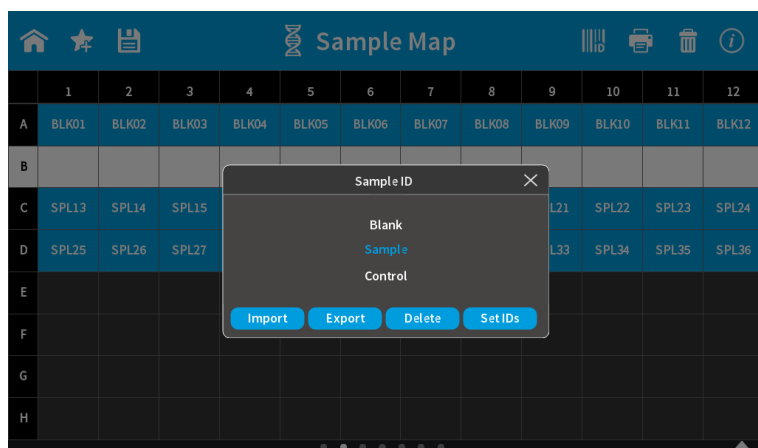 Sample Map
ID
i
1 2 3 4 5 6 7 8 9 10 11 12
A BLK01 BLK02 BLK03 BLK04 BLK05 BLK06 BLK07 BLK08 BLK09 BLK10 BLK11 BLK12
B
Sample ID
C SPL13 SPL14 SPL15 L21 SPL22 SPL23 SPL24
Blank
D SPL25 SPL26 SPL27 Sample L33 SPL34 SPL35 SPL36
Control
E
Import Export Delete Set IDs
F
G
H